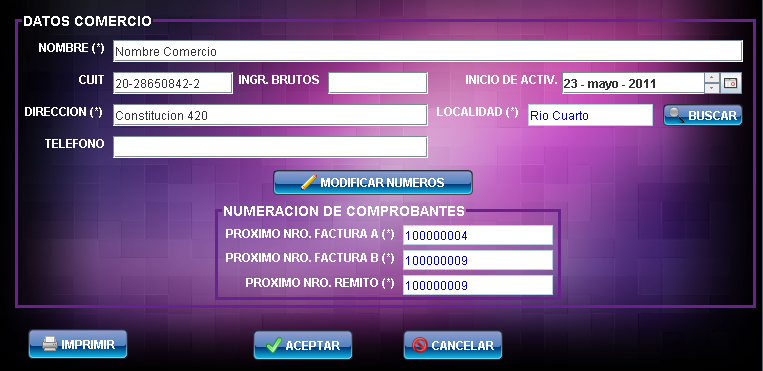 DATOS COMERCIO
NOMBRE (*) Nombre Comercio
CUIT 20-28650842-2 INGR. BRUTOS INICIO DE ACTIV. 23 - mayo - 2011
DIRECCION (*) Constitucion 420 LOCALIDAD (*) Rio Cuarto BUSCAR
TELEFONO
MODIFICAR NUMEROS
NUMERACION DE COMPROBANTES
PROXIMO NRO. FACTURA A (*) 100000004
PROXIMO NRO. FACTURA B (*) 100000009
PROXIMO NRO. REMITO (*) 100000009
IMPRIMIR ACEPTAR CANCELAR